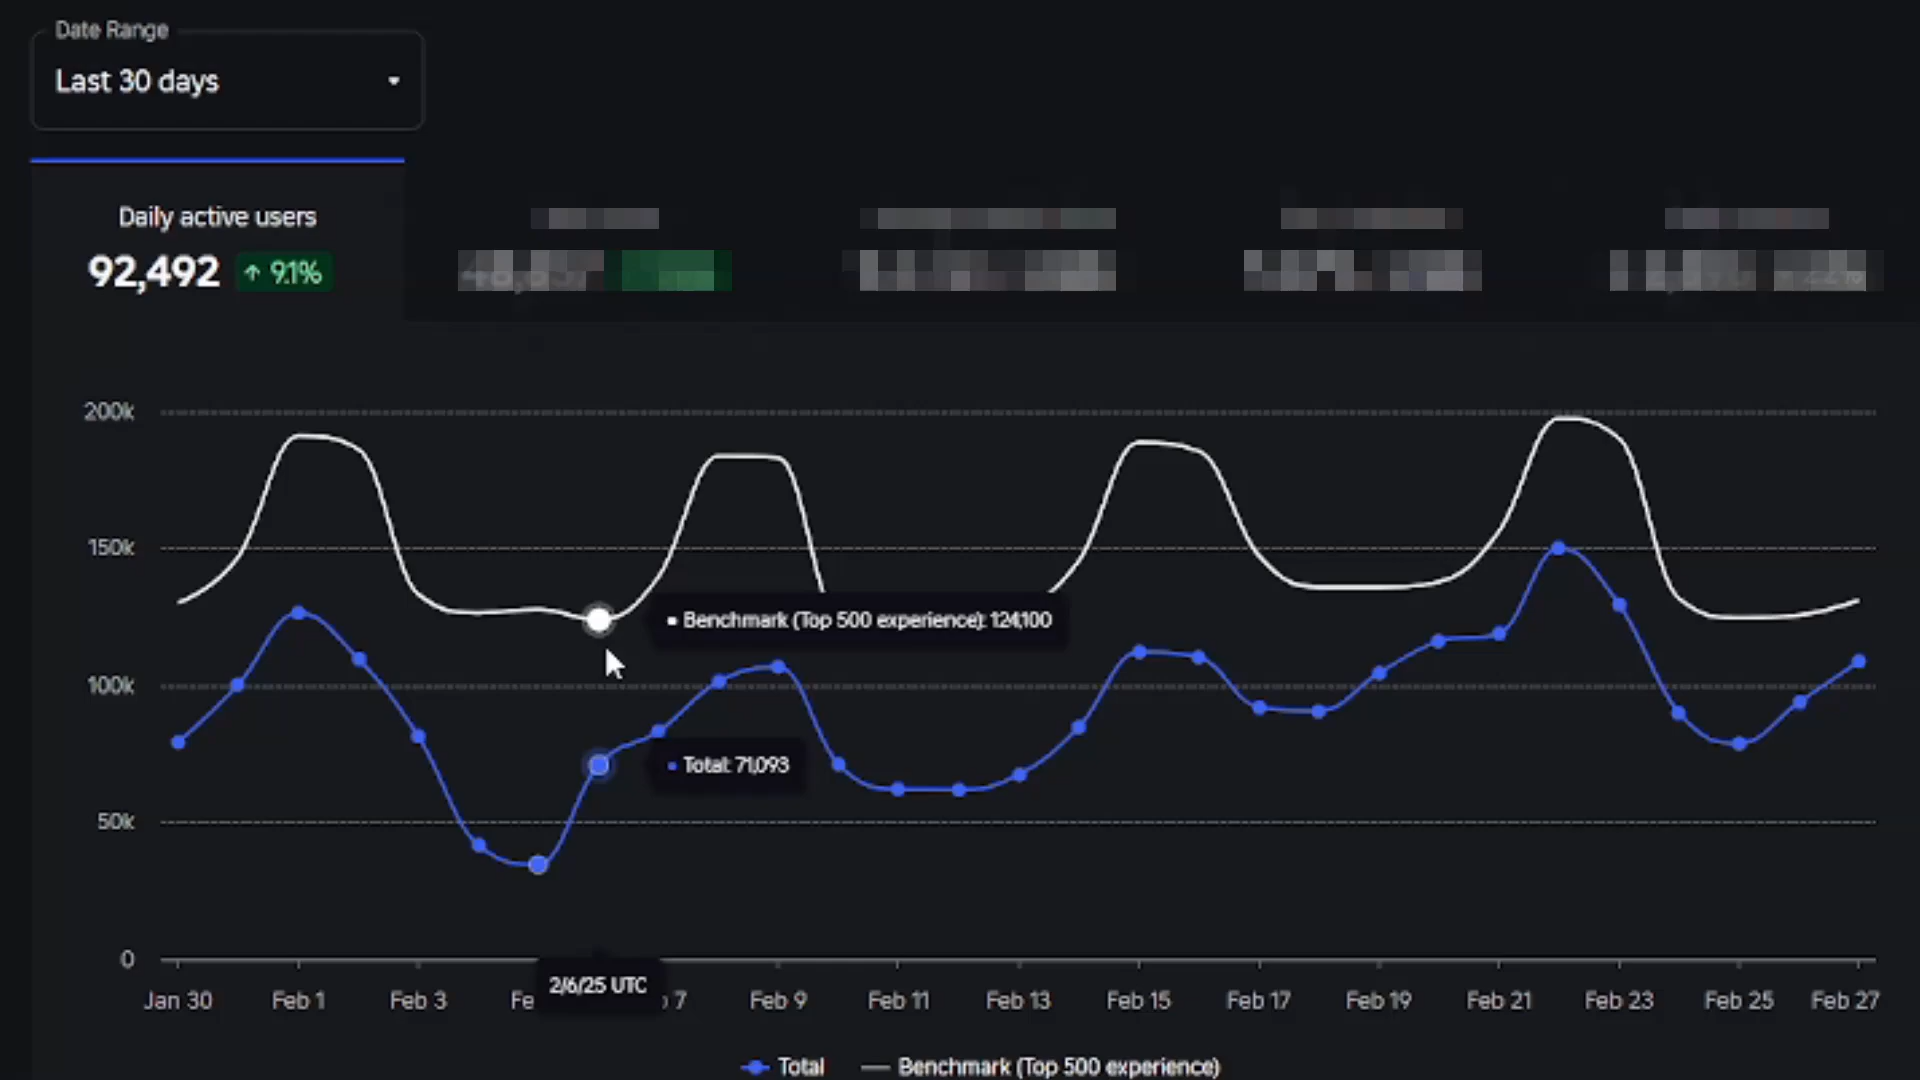 Date Range
Last 30 days
Daily active users
92,492 ↑ 9.1%
200k
150k
Benchmark (Top 500 experience): 124,100
100k
Total: 71,093
50k
0
2/6/25 UTC
Jan 30 Feb 1 Feb 3 Fe 7 Feb 9 Feb 11 Feb 13 Feb 15 Feb 17 Feb 19 Feb 21 Feb 23 Feb 25 Feb 27
Total Benchmark (Top 500 experience)